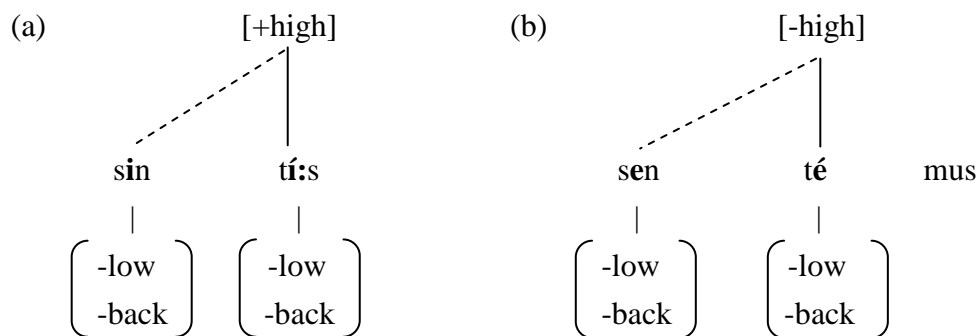 (a) [+high] (b) [-high]
sin tí:s sen té mus
-low -low -low -low
-back -back -back -back